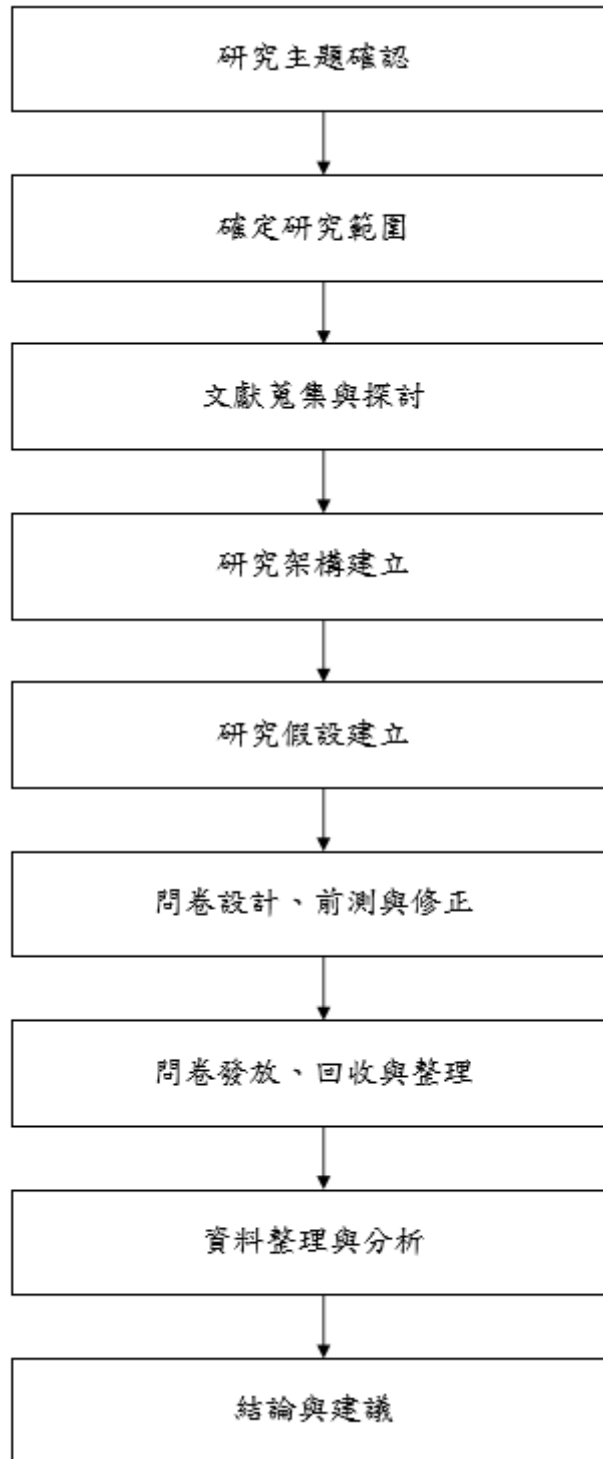 研究主題確認
確定研究範圍
文獻蒐集與探討
研究架構建立
研究假設建立
問卷設計、前測與修正
問卷發放、回收與整理
資料整理與分析
結論與建議